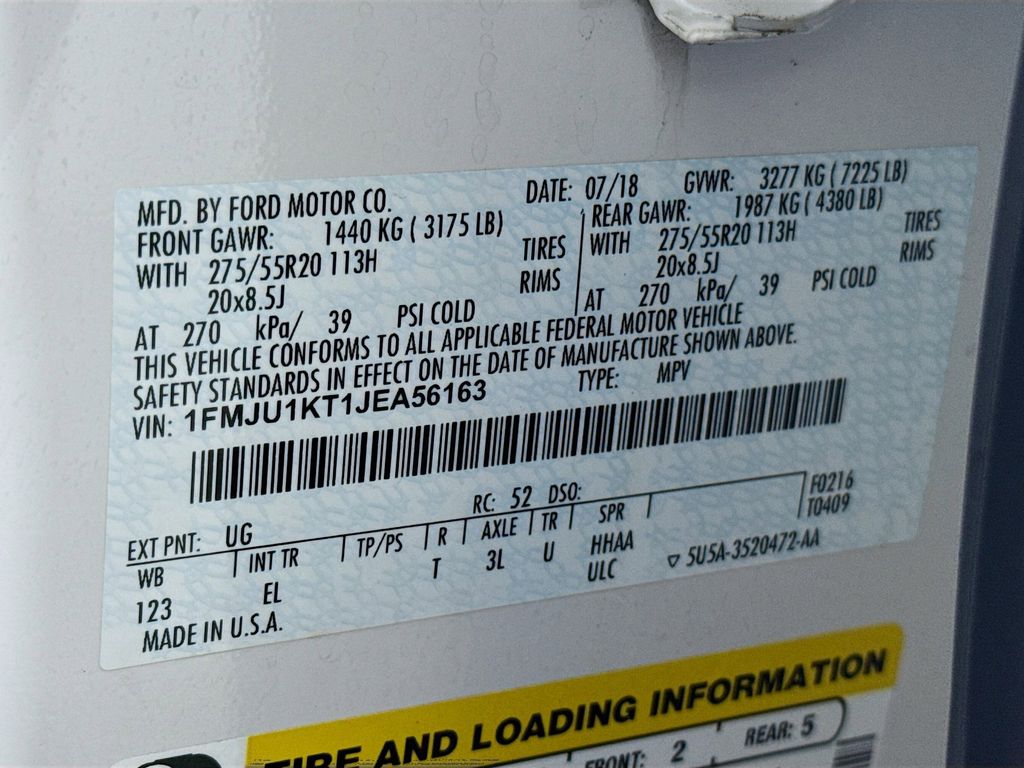 MFD. BY FORD MOTOR CO. DATE: 07/18 GVWR: 3277 KG ( 7225 LB)
FRONT GAWR: 1440 KG ( 3175 LB) REAR GAWR: 1987 KG ( 4380 LB)
WITH 275/55R20 113H TIRES WITH 275/55R20 113H TIRES
20x8.5J RIMS 20x8.5J RIMS
AT 270 kPa/ 39 PSI COLD AT 270 kPa/ 39 PSI COLD
THIS VEHICLE CONFORMS TO ALL APPLICABLE FEDERAL MOTOR VEHICLE
SAFETY STANDARDS IN EFFECT ON THE DATE OF MANUFACTURE SHOWN ABOVE.
VIN: 1FMJU1KT1JEA56163 TYPE: MPV
EXT PNT: UG RC: 52 DSO: F0216
T0409
WB INT TR TP/PS R AXLE TR SPR
123 EL T 3L U HHAA
ULC ▽ 5U5A-3520472-AA
MADE IN U.S.A.
TIRE AND LOADING INFORMATION
FRONT: 2 REAR: 5